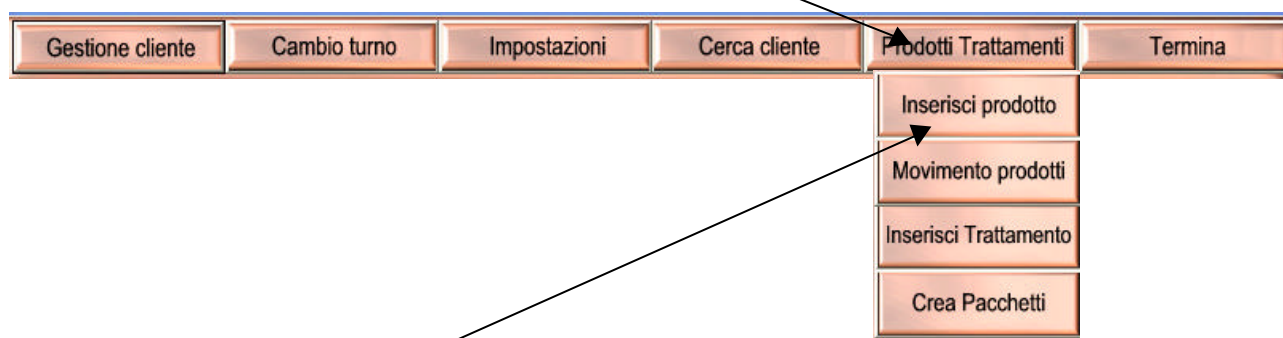 Gestione cliente
Cambio turno
Impostazioni
Cerca cliente
Prodotti Trattamenti
Termina
Inserisci prodotto
Movimento prodotti
Inserisci Trattamento
Crea Pacchetti